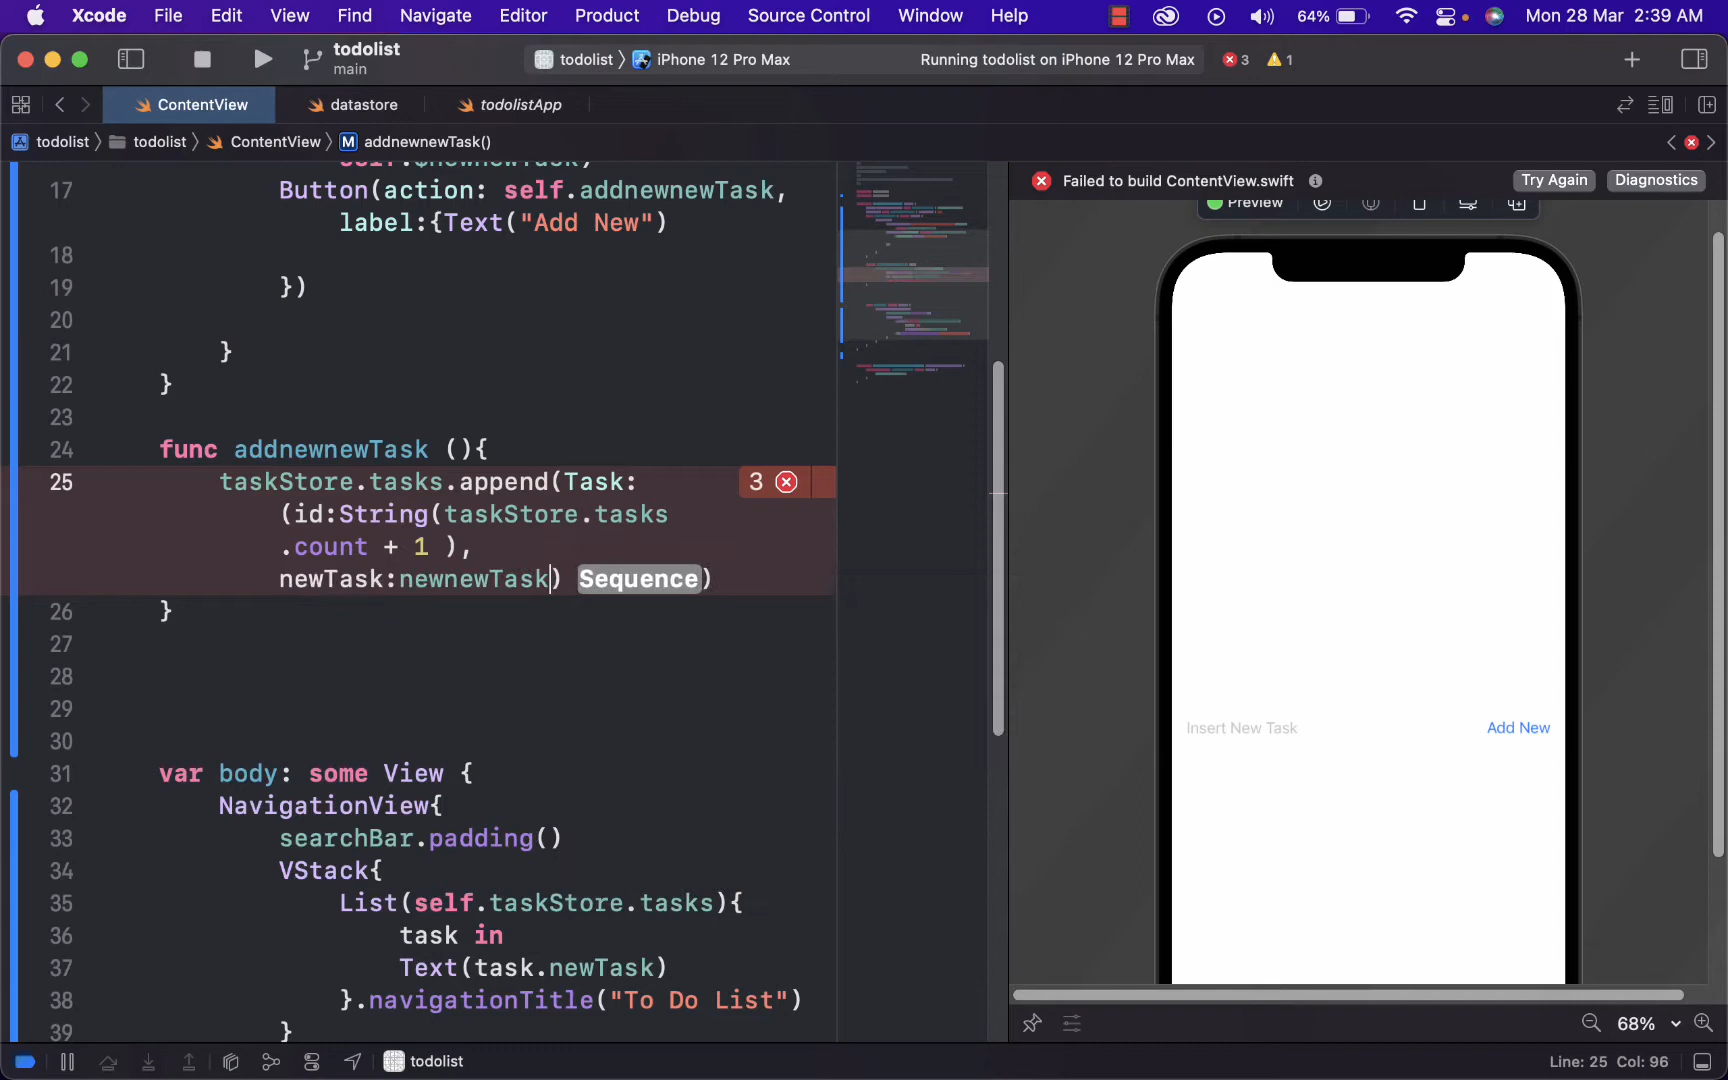 Xcode File Edit View Find Navigate Editor Product Debug Source Control Window Help 64% Mon 28 Mar 2:39 AM
todolist
main
todolist iPhone 12 Pro Max Running todolist on iPhone 12 Pro Max 3 1
ContentView datastore todolistApp
todolist todolist ContentView M addnewnewTask()
Failed to build ContentView.swift Try Again Diagnostics
Preview
self.$newnewTask)
17 Button(action: self.addnewnewTask,
label:{Text("Add New")
18
19 })
20
21 }
22 }
23
24 func addnewnewTask (){
25 taskStore.tasks.append(Task: 3
(id:String(taskStore.tasks
.count + 1 ),
newTask:newnewTask) Sequence)
26 }
27
28
29
30
31 var body: some View {
32 NavigationView{
33 searchBar.padding()
34 VStack{
35 List(self.taskStore.tasks){
36 task in
37 Text(task.newTask)
38 }.navigationTitle("To Do List")
39 }
Insert New Task Add New
68%
todolist Line: 25 Col: 96